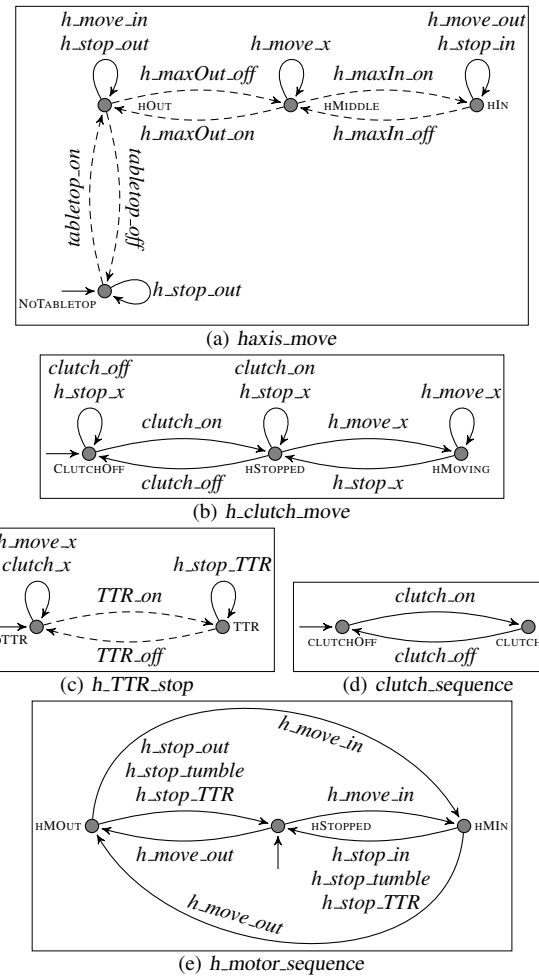 h_move_in
h_stop_out
h_maxOut_off
h_move_x
h_maxIn_on
h_move_out
h_stop_in
hOUT
hMIDDLE
hIN
h_maxOut_on
h_maxIn_off
tabletop_on
tabletop_off
h_stop_out
NOTABLETOP
(a) haxis_move
clutch_off
h_stop_x
clutch_on
clutch_on
h_stop_x
h_move_x
h_move_x
CLUTCHOFF
hSTOPPED
hMOVING
clutch_off
h_stop_x
(b) h_clutch_move
h_move_x
clutch_x
TTR_on
h_stop_TTR
oTTR
TTR
TTR_off
(c) h_TTR_stop
clutch_on
CLUTCHOFF
CLUTCH
clutch_off
(d) clutch_sequence
h_move_in
h_stop_out
h_stop_tumble
h_stop_TTR
h_move_in
hMOUT
hSTOPPED
hMIN
h_move_out
h_stop_in
h_stop_tumble
h_stop_TTR
h_move_out
(e) h_motor_sequence